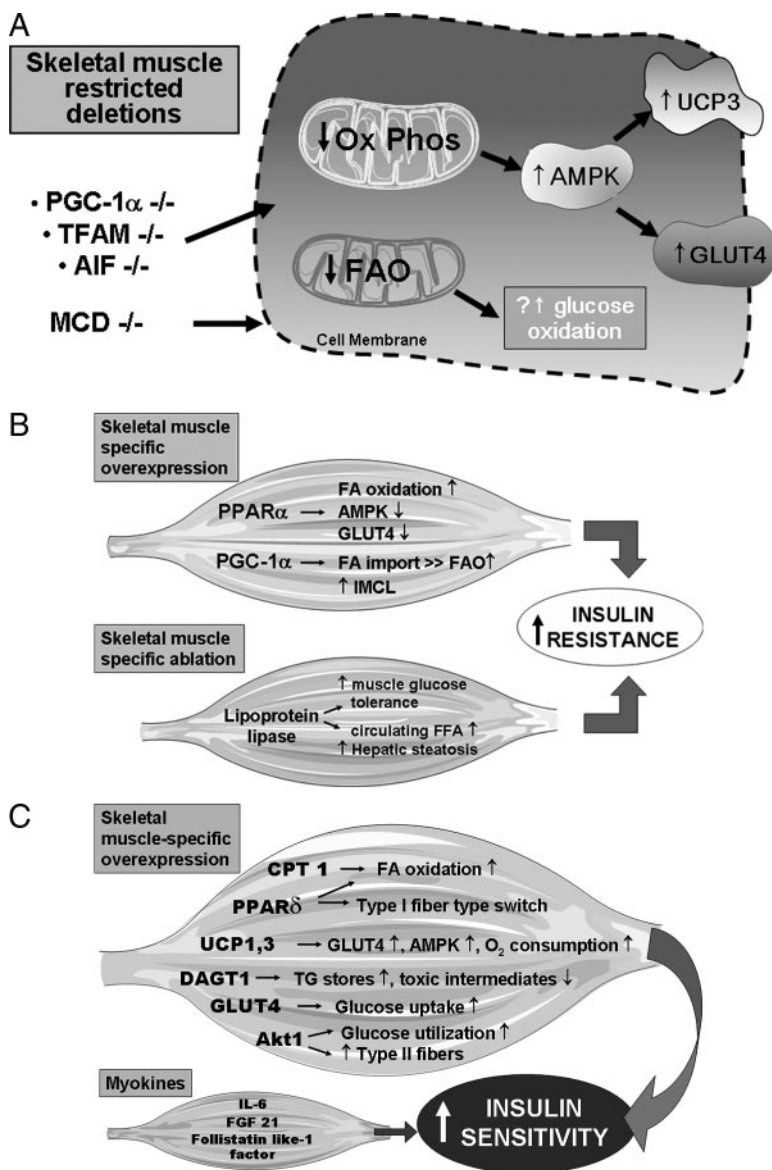 A
Skeletal muscle
restricted
deletions
• PGC-1α -/-
• TFAM -/-
• AIF -/-
MCD -/-
↓ Ox Phos
↑ AMPK
↑ UCP3
↑ GLUT4
↓ FAO
? ↑ glucose
oxidation
Cell Membrane
B
Skeletal muscle
specific
overexpression
FA oxidation ↑
PPARα → AMPK ↓
GLUT4 ↓
PGC-1α → FA import >> FAO↑
↑ IMCL
Skeletal muscle
specific ablation
↑ muscle glucose
tolerance
Lipoprotein
lipase
circulating FFA ↑
↑ Hepatic steatosis
↑ INSULIN
RESISTANCE
C
Skeletal
muscle-specific
overexpression
CPT 1 → FA oxidation ↑
PPARδ → Type I fiber type switch
UCP1,3 → GLUT4 ↑, AMPK ↑, O₂ consumption ↑
DAGT1 → TG stores ↑, toxic intermediates ↓
GLUT4 → Glucose uptake ↑
Akt1 → Glucose utilization ↑
↑ Type II fibers
Myokines
IL-6
FGF 21
Follistatin like-1
factor
↑ INSULIN
SENSITIVITY